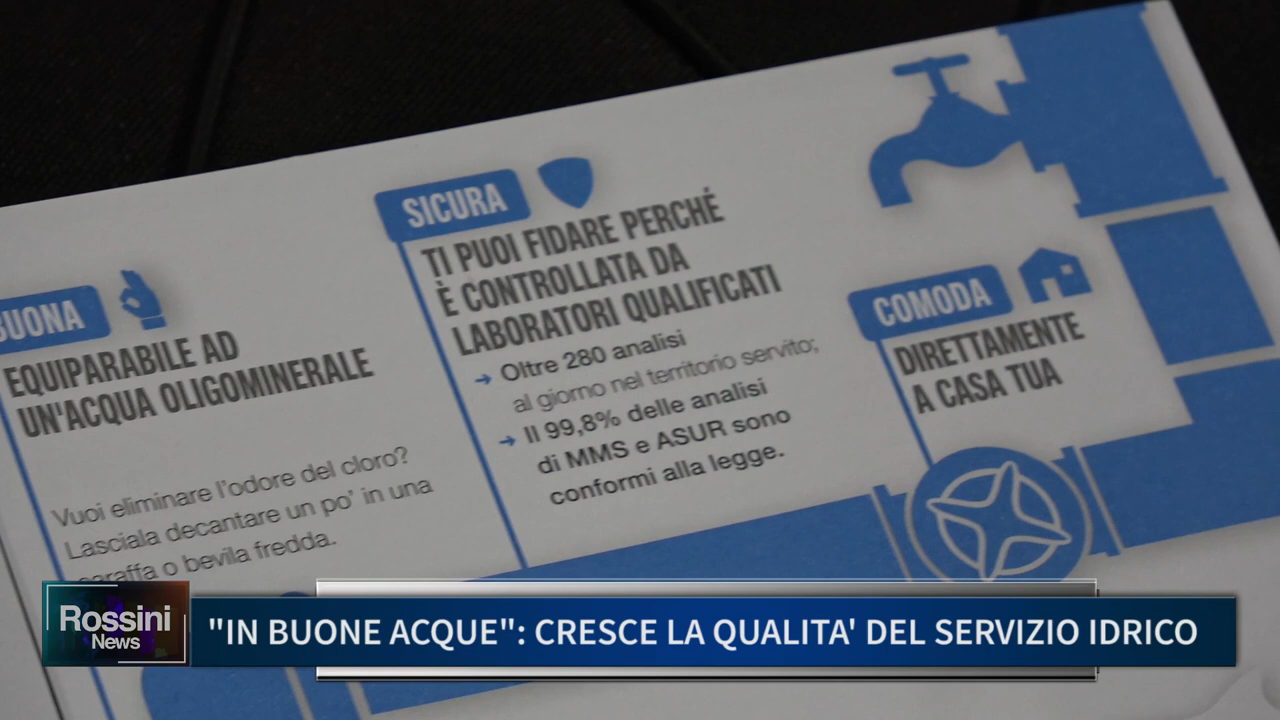 BUONA
EQUIPARABILE AD
UN'ACQUA OLIGOMINERALE
Vuoi eliminare l'odore del cloro?
Lasciala decantare un po' in una
caraffa o bevila fredda.
SICURA
TI PUOI FIDARE PERCHÉ
È CONTROLLATA DA
LABORATORI QUALIFICATI
Oltre 280 analisi
al giorno nel territorio servito;
Il 99,8% delle analisi
di MMS e ASUR sono
conformi alla legge.
COMODA
DIRETTAMENTE
A CASA TUA
Rossini
News
"IN BUONE ACQUE": CRESCE LA QUALITA' DEL SERVIZIO IDRICO